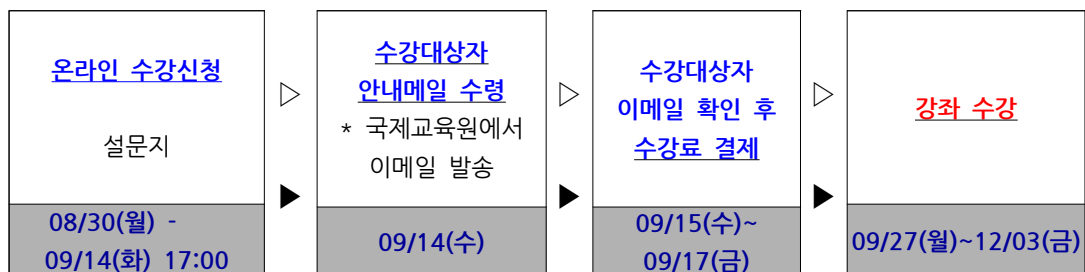 온라인 수강신청
설문지
08/30(월) -
09/14(화) 17:00
수강대상자
안내메일 수령
* 국제교육원에서
이메일 발송
09/14(수)
수강대상자
이메일 확인 후
수강료 결제
09/15(수)~
09/17(금)
강좌 수강
09/27(월)~12/03(금)